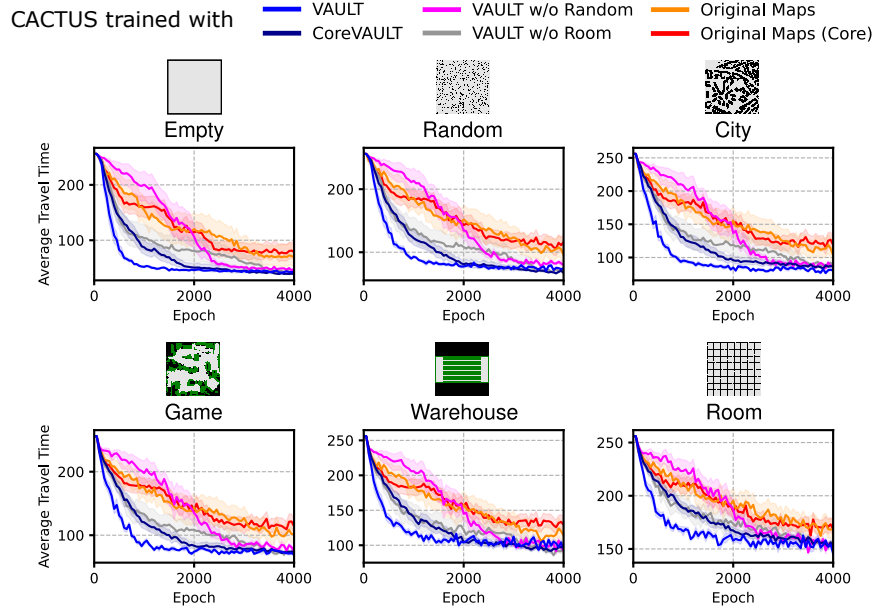 CACTUS trained with
VAULT
VAULT w/o Random
Original Maps
CoreVAULT
VAULT w/o Room
Original Maps (Core)
Empty
Random
City
Average Travel Time
200
100
0
2000
4000
Epoch
200
100
0
2000
4000
Epoch
250
200
150
100
0
2000
4000
Epoch
Game
Warehouse
Room
Average Travel Time
200
100
0
2000
4000
Epoch
250
200
150
100
0
2000
4000
Epoch
250
200
150
0
2000
4000
Epoch